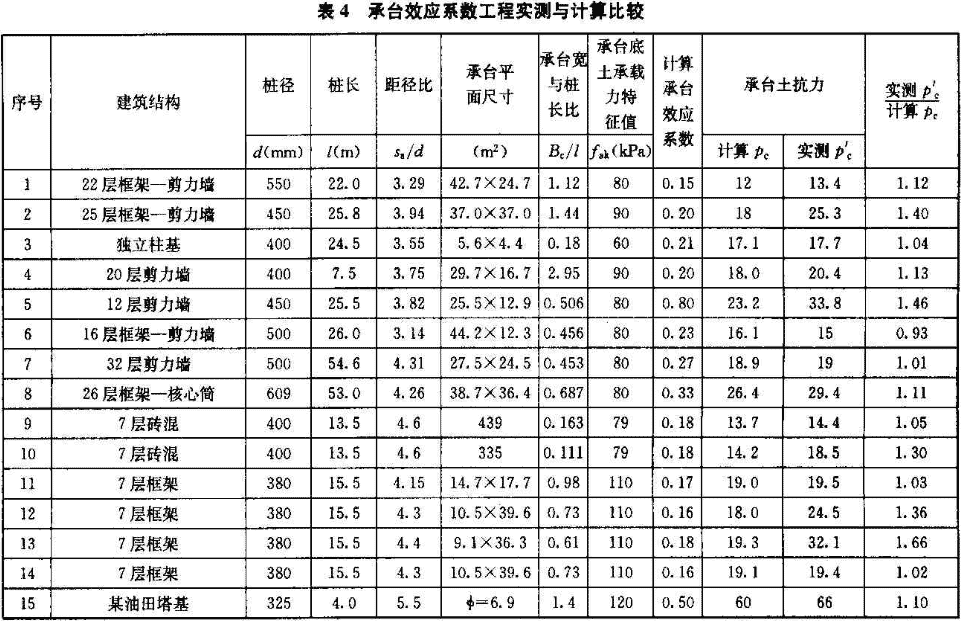 表 4 承台效应系数工程实测与计算比较
序号 建筑结构 桩径 桩长 距径比 承台平面尺寸 承台宽与桩长比 承台底土承载力特征值 计算承台效应系数 承台土抗力 实测 p′c / 计算 pc
d(mm) l(m) sa/d (m²) Bc/l fak(kPa) 计算 pc 实测 p′c
1 22 层框架—剪力墙 550 22.0 3.29 42.7×24.7 1.12 80 0.15 12 13.4 1.12
2 25 层框架—剪力墙 450 25.8 3.94 37.0×37.0 1.44 90 0.20 18 25.3 1.40
3 独立柱基 400 24.5 3.55 5.6×4.4 0.18 60 0.21 17.1 17.7 1.04
4 20 层剪力墙 400 7.5 3.75 29.7×16.7 2.95 90 0.20 18.0 20.4 1.13
5 12 层剪力墙 450 25.5 3.82 25.5×12.9 0.506 80 0.80 23.2 33.8 1.46
6 16 层框架—剪力墙 500 26.0 3.14 44.2×12.3 0.456 80 0.23 16.1 15 0.93
7 32 层剪力墙 500 54.6 4.31 27.5×24.5 0.453 80 0.27 18.9 19 1.01
8 26 层框架—核心筒 609 53.0 4.26 38.7×36.4 0.687 80 0.33 26.4 29.4 1.11
9 7 层砖混 400 13.5 4.6 439 0.163 79 0.18 13.7 14.4 1.05
10 7 层砖混 400 13.5 4.6 335 0.111 79 0.18 14.2 18.5 1.30
11 7 层框架 380 15.5 4.15 14.7×17.7 0.98 110 0.17 19.0 19.5 1.03
12 7 层框架 380 15.5 4.3 10.5×39.6 0.73 110 0.16 18.0 24.5 1.36
13 7 层框架 380 15.5 4.4 9.1×36.3 0.61 110 0.18 19.3 32.1 1.66
14 7 层框架 380 15.5 4.3 10.5×39.6 0.73 110 0.16 19.1 19.4 1.02
15 某油田塔基 325 4.0 5.5 ϕ=6.9 1.4 120 0.50 60 66 1.10